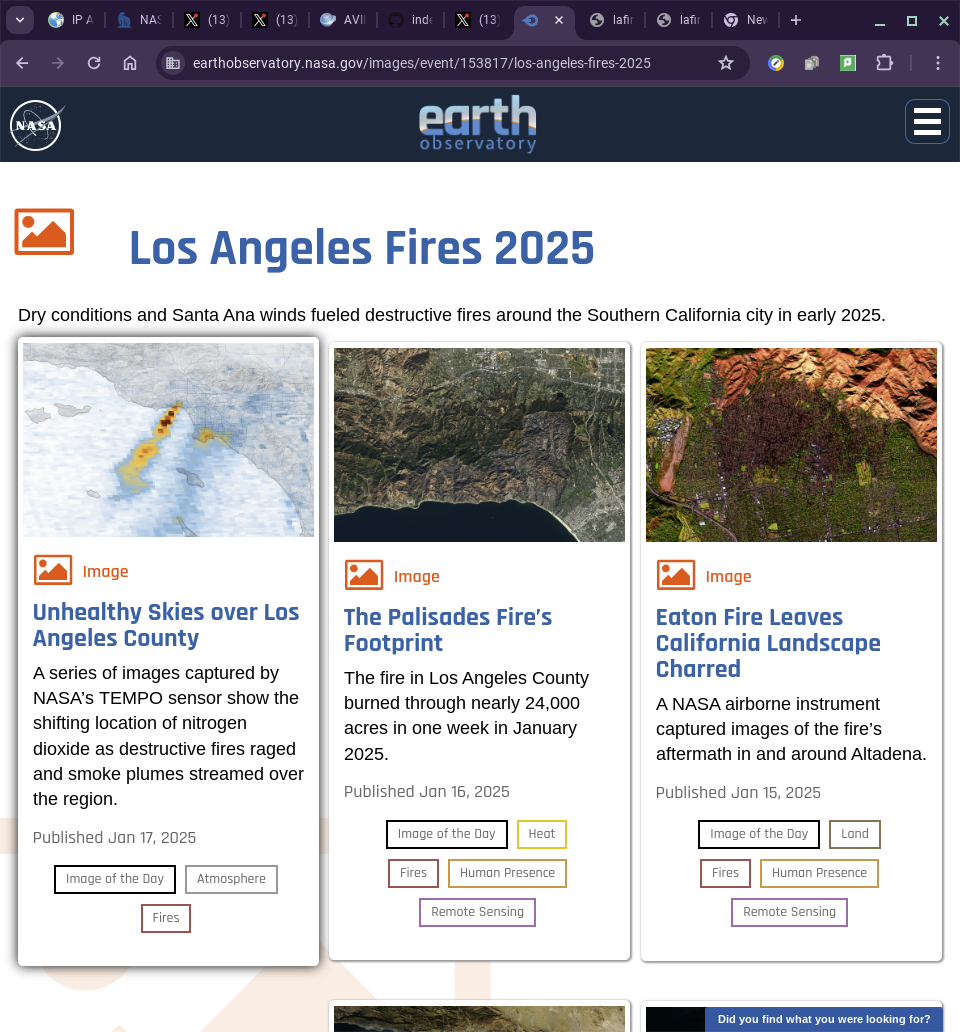 IP A
NAS
(13)
(13)
AVII
inde
(13)
lafir
lafir
Nev
earthobservatory.nasa.gov/images/event/153817/los-angeles-fires-2025
NASA
earth
observatory
Los Angeles Fires 2025
Dry conditions and Santa Ana winds fueled destructive fires around the Southern California city in early 2025.
Image
Unhealthy Skies over Los
Angeles County
A series of images captured by
NASA’s TEMPO sensor show the
shifting location of nitrogen
dioxide as destructive fires raged
and smoke plumes streamed over
the region.
Published Jan 17, 2025
Image of the Day
Atmosphere
Fires
Image
The Palisades Fire’s
Footprint
The fire in Los Angeles County
burned through nearly 24,000
acres in one week in January
2025.
Published Jan 16, 2025
Image of the Day
Heat
Fires
Human Presence
Remote Sensing
Image
Eaton Fire Leaves
California Landscape
Charred
A NASA airborne instrument
captured images of the fire’s
aftermath in and around Altadena.
Published Jan 15, 2025
Image of the Day
Land
Fires
Human Presence
Remote Sensing
Did you find what you were looking for?